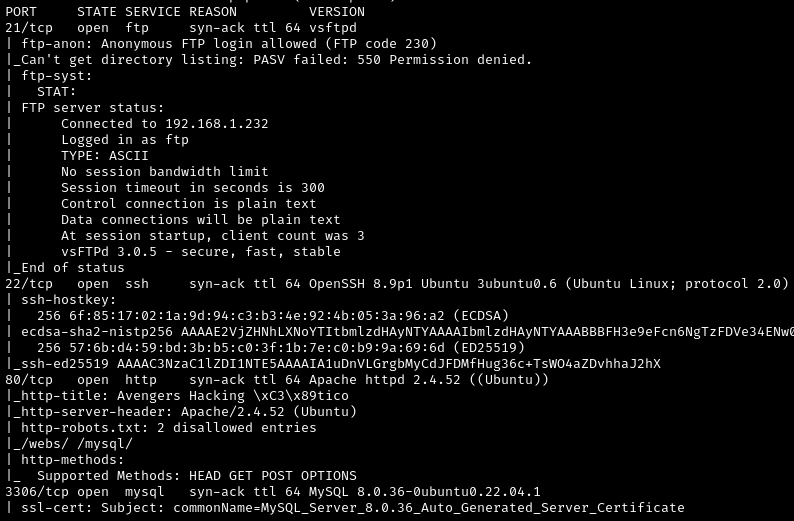 PORT     STATE SERVICE REASON         VERSION
21/tcp   open  ftp     syn-ack ttl 64 vsftpd
| ftp-anon: Anonymous FTP login allowed (FTP code 230)
|_Can't get directory listing: PASV failed: 550 Permission denied.
| ftp-syst:
|   STAT:
| FTP server status:
|      Connected to 192.168.1.232
|      Logged in as ftp
|      TYPE: ASCII
|      No session bandwidth limit
|      Session timeout in seconds is 300
|      Control connection is plain text
|      Data connections will be plain text
|      At session startup, client count was 3
|      vsFTPd 3.0.5 - secure, fast, stable
|_End of status
22/tcp   open  ssh     syn-ack ttl 64 OpenSSH 8.9p1 Ubuntu 3ubuntu0.6 (Ubuntu Linux; protocol 2.0)
| ssh-hostkey:
|   256 6f:85:17:02:1a:9d:94:c3:b3:4e:92:4b:05:3a:96:a2 (ECDSA)
| ecdsa-sha2-nistp256 AAAAE2VjZHNhLXNoYTItbmlzdHAyNTYAAAAIbmlzdHAyNTYAAABBBFH3e9eFcn6NgTzFDVe34ENw0
|   256 57:6b:d4:59:bd:3b:b5:c0:3f:1b:7e:c0:b9:9a:69:6d (ED25519)
|_ssh-ed25519 AAAAC3NzaC1lZDI1NTE5AAAAIA1uDnVLGrgbMyCdJFDMfHug36c+TsWO4aZDvhhaJ2hX
80/tcp   open  http    syn-ack ttl 64 Apache httpd 2.4.52 ((Ubuntu))
|_http-title: Avengers Hacking \xC3\x89tico
|_http-server-header: Apache/2.4.52 (Ubuntu)
| http-robots.txt: 2 disallowed entries
|_/webs/ /mysql/
| http-methods:
|_  Supported Methods: HEAD GET POST OPTIONS
3306/tcp open  mysql   syn-ack ttl 64 MySQL 8.0.36-0ubuntu0.22.04.1
| ssl-cert: Subject: commonName=MySQL_Server_8.0.36_Auto_Generated_Server_Certificate